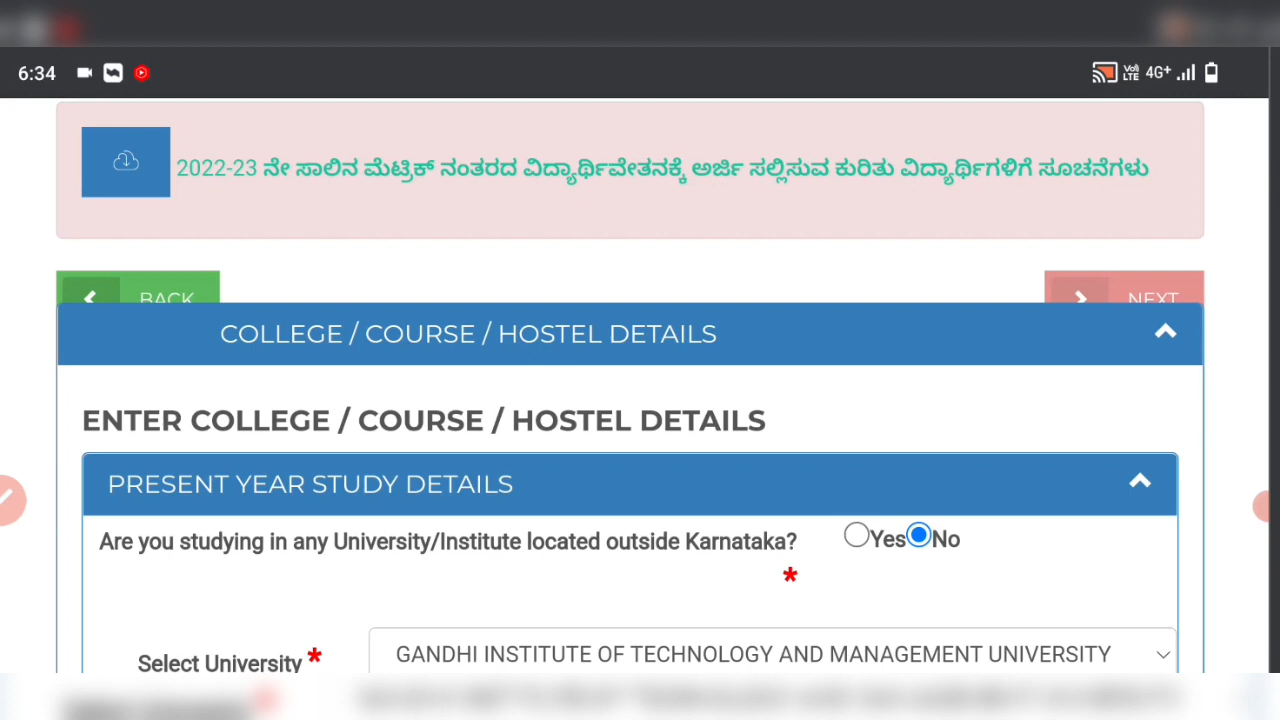 6:34 Vo) LTE 4G+
2022-23 ನೇ ಸಾಲಿನ ಮೆಟ್ರಿಕ್ ನಂತರದ ವಿದ್ಯಾರ್ಥಿವೇತನಕ್ಕೆ ಅರ್ಜಿ ಸಲ್ಲಿಸುವ ಕುರಿತು ವಿದ್ಯಾರ್ಥಿಗಳಿಗೆ ಸೂಚನೆಗಳು
BACK NEXT
COLLEGE / COURSE / HOSTEL DETAILS
ENTER COLLEGE / COURSE / HOSTEL DETAILS
PRESENT YEAR STUDY DETAILS
Are you studying in any University/Institute located outside Karnataka? Yes No
*
Select University * GANDHI INSTITUTE OF TECHNOLOGY AND MANAGEMENT UNIVERSITY